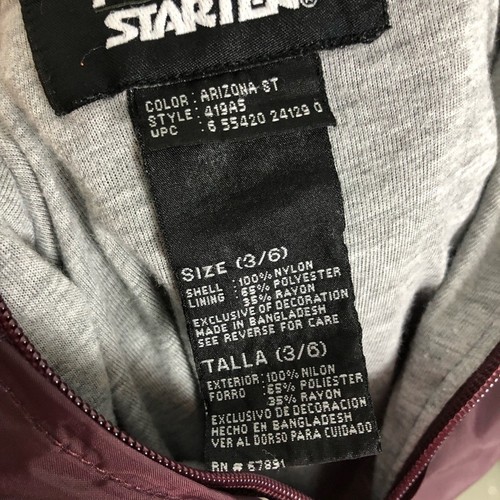 STARTER®
COLOR: ARIZONA ST
STYLE: 419A5
UPC 6 55420 24129 0
SIZE (3/6)
SHELL :100% NYLON
LINING :65% POLYESTER
35% RAYON
EXCLUSIVE OF DECORATION
MADE IN BANGLADESH
SEE REVERSE FOR CARE
TALLA (3/6)
EXTERIOR:100% NILON
FORRO :65% POLIESTER
35% RAYON
EXCLUSIVO DE DECORACION
HECHO EN BANGLADESH
VER AL DORSO PARA CUIDADO
RN # 67891